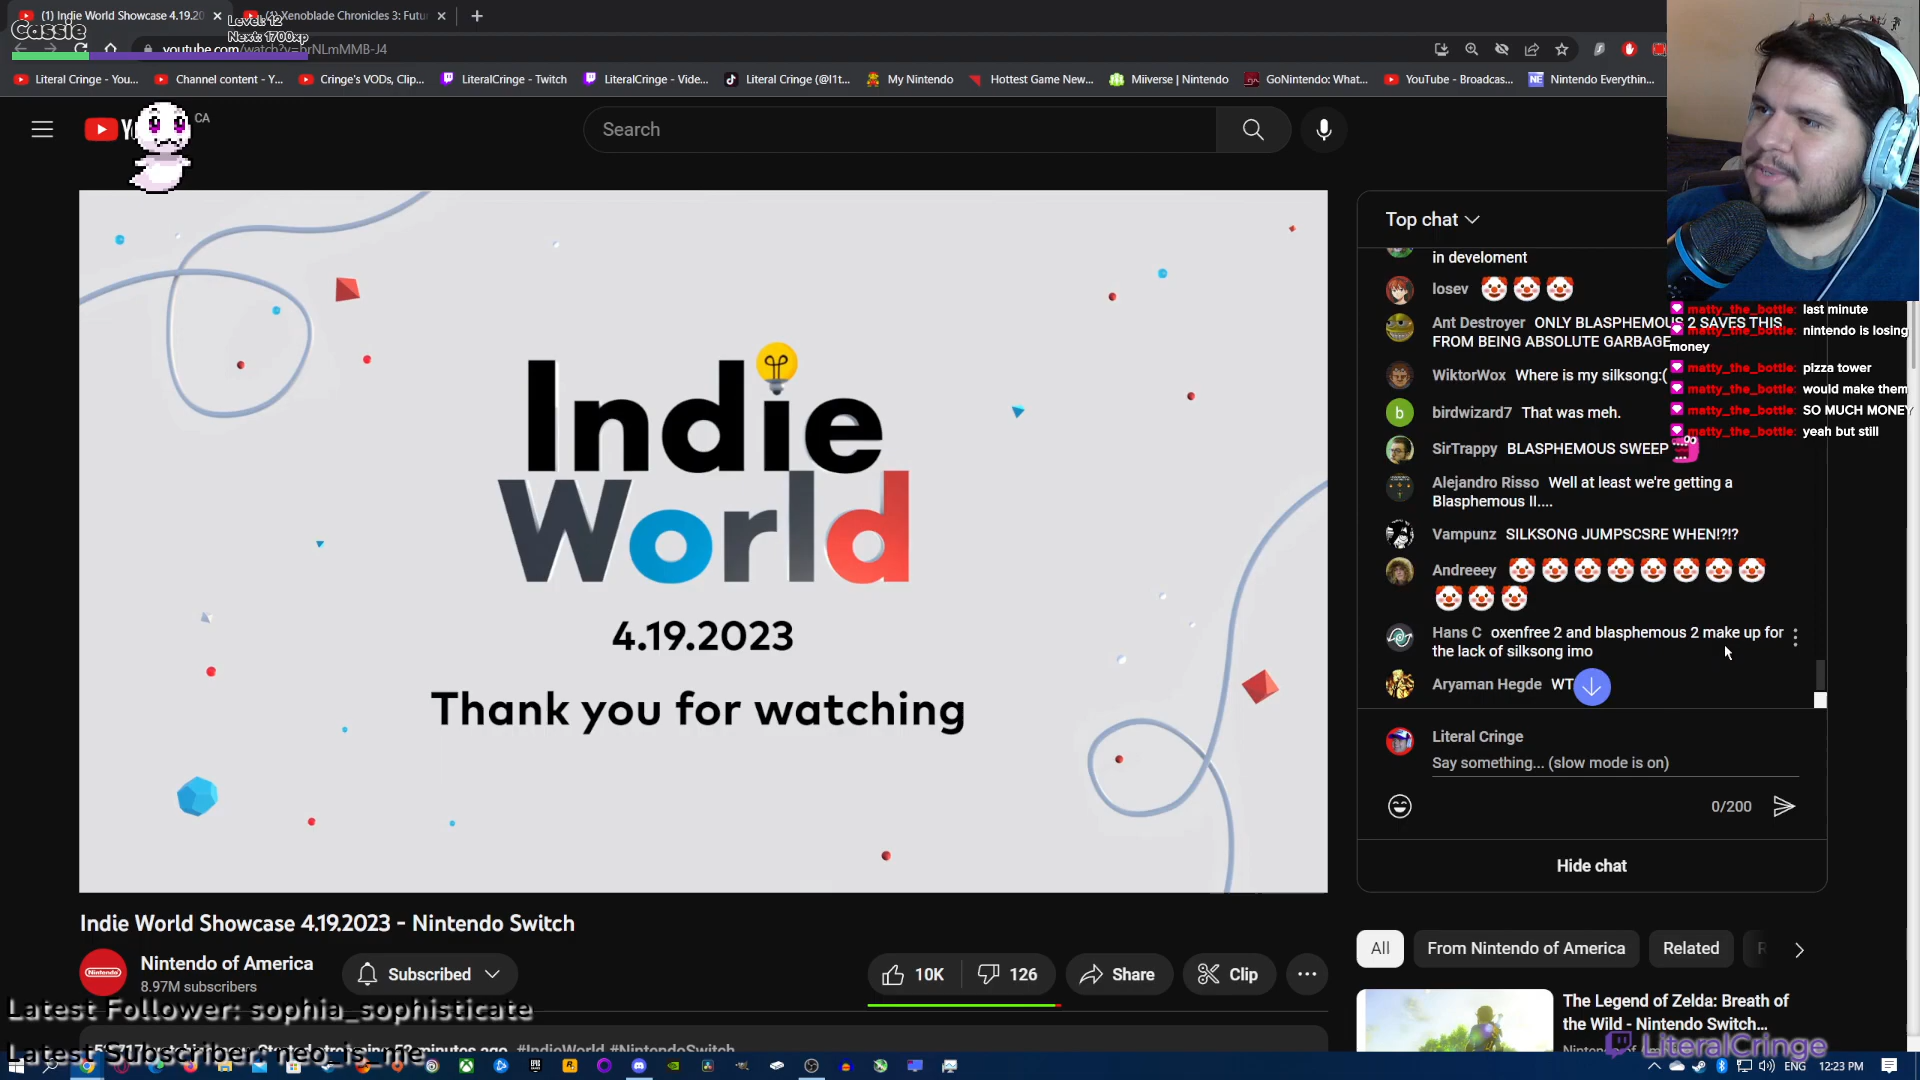 (1) Indie World Showcase 4.19.20
) Xenoblade Chronicles 3: Futu
Cassie
Level: 12
Next: 1700xp
Literal Cringe - You...
Channel content - Y...
Cringe's VODs, Clip...
LiteralCringe - Twitch
LiteralCringe - Vide...
Literal Cringe (@l1t...
My Nintendo
Hottest Game New...
Miiverse | Nintendo
GoNintendo: What...
YouTube - Broadcas...
Nintendo Everythin...
CA
Search
Indie
World
4.19.2023
Thank you for watching
Top chat
in develoment
losev 🤡🤡🤡
Ant Destroyer ONLY BLASPHEMOUS 2 SAVES THIS
FROM BEING ABSOLUTE GARBAGE
WiktorWox Where is my silksong:(
birdwizard7 That was meh.
SirTrappy BLASPHEMOUS SWEEP
Alejandro Risso Well at least we're getting a
Blasphemous II....
Vampunz SILKSONG JUMPSCSRE WHEN!?!?
Andreeey 🤡🤡🤡🤡🤡🤡🤡🤡
🤡🤡🤡
Hans C oxenfree 2 and blasphemous 2 make up for
the lack of silksong imo
Aryaman Hegde WT
matty_the_bottle: last minute
matty_the_bottle: nintendo is losing
money
matty_the_bottle: pizza tower
matty_the_bottle: would make them
matty_the_bottle: SO MUCH MONEY
matty_the_bottle: yeah but still
Literal Cringe
Say something... (slow mode is on)
0/200
Hide chat
Indie World Showcase 4.19.2023 - Nintendo Switch
Nintendo
Nintendo of America
8.97M subscribers
Subscribed
10K
126
Share
Clip
All
From Nintendo of America
Related
The Legend of Zelda: Breath of
the Wild - Nintendo Switch...
Latest Follower: sophia_sophisticate
Latest Subscriber: neo_is_me
#IndieWorld #NintendoSwitch
LiteralCringe
ENG
12:23 PM